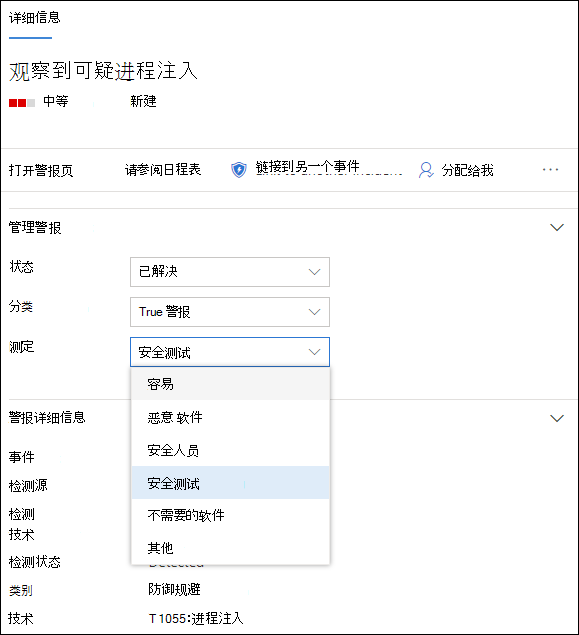 详细信息
观察到可疑进程注入
中等 新建
打开警报页 请参阅日程表 链接到另一个事件 分配给我 ...
管理警报
状态 已解决
分类 True 警报
测定 安全测试
容易
恶意 软件
安全人员
安全测试
不需要的软件
其他
警报详细信息
事件
检测源
检测
技术
检测状态 Detected
类别 防御规避
技术 T1055：进程注入